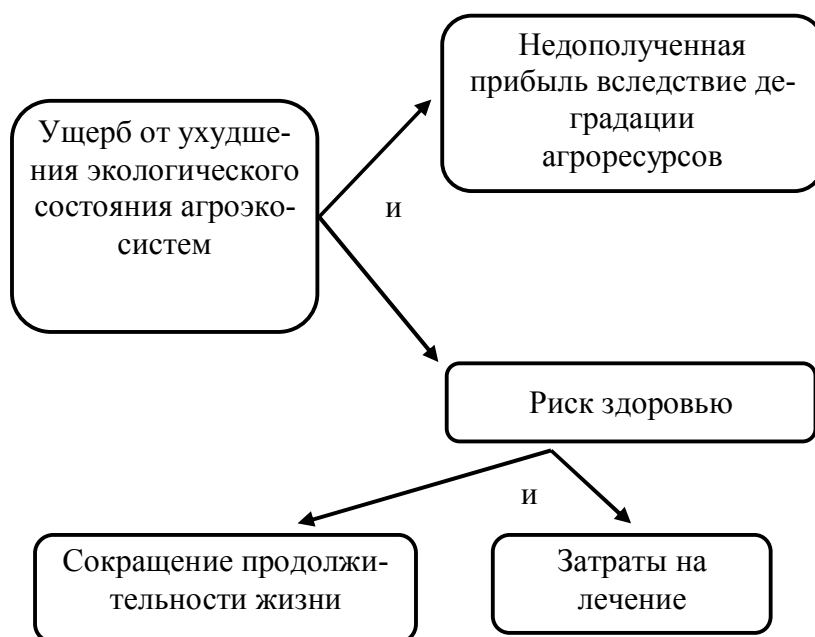 Недополученная
прибыль вследствие де-
градации
агроресурсов
Ущерб от ухудше-
ния экологического
состояния агроэко-
систем
и
Риск здоровью
и
Сокращение продолжи-
тельности жизни
Затраты на
лечение